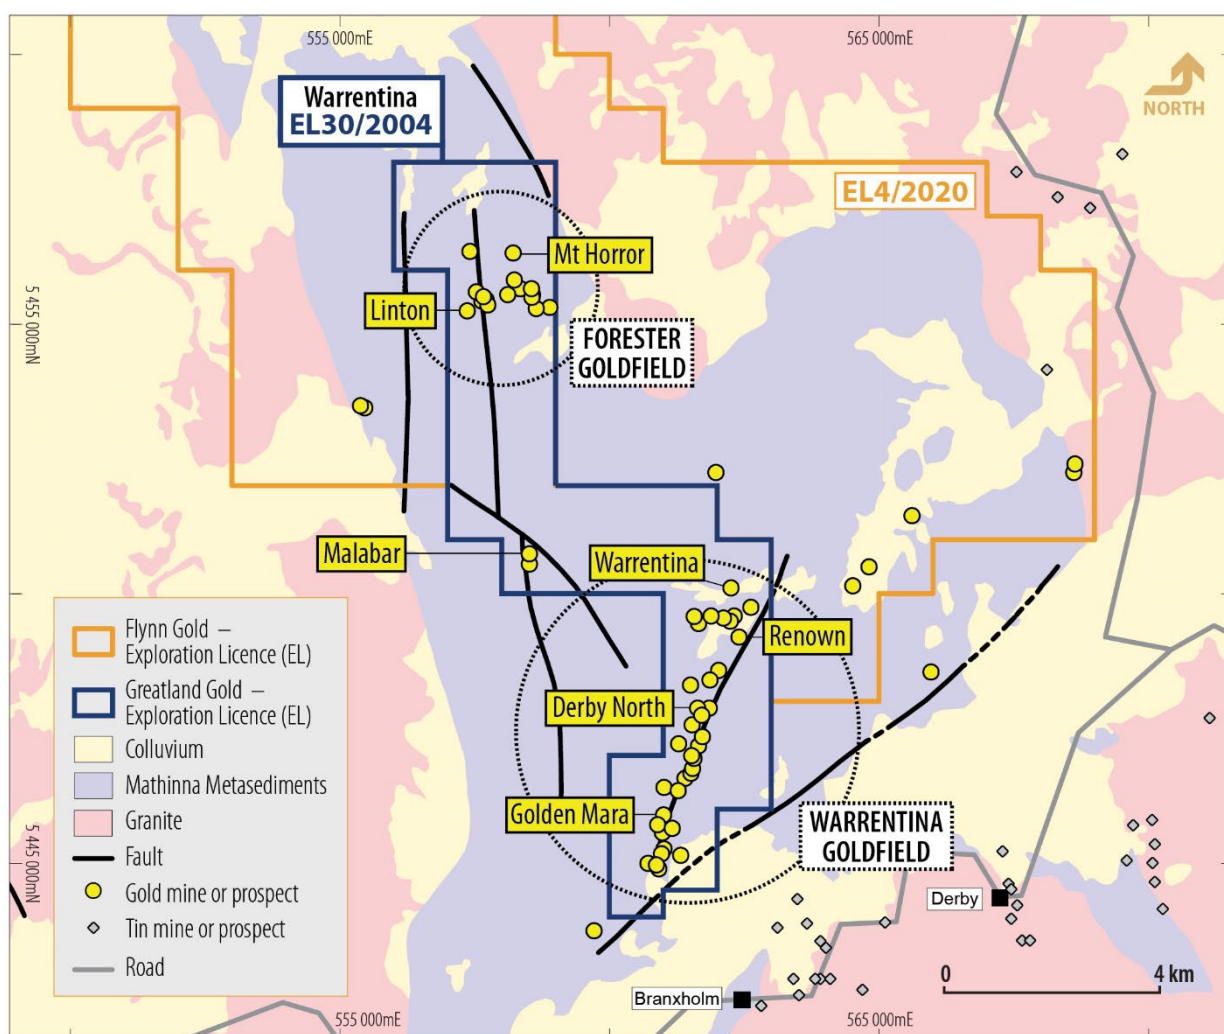 555 000mE
565 000mE
Warrentina
EL30/2004
NORTH
EL4/2020
Mt Horror
Linton
5 455 000mN
FORESTER
GOLDFIELD
Malabar
Warrentina
Renown
Derby North
Golden Mara
WARRENTINA
GOLDFIELD
Flynn Gold –
Exploration Licence (EL)
Greatland Gold –
Exploration Licence (EL)
Colluvium
Mathinna Metasediments
Granite
Fault
Gold mine or prospect
Tin mine or prospect
Road
5 445 000mN
Derby
Branxholm
0
4 km
555 000mE
565 000mE